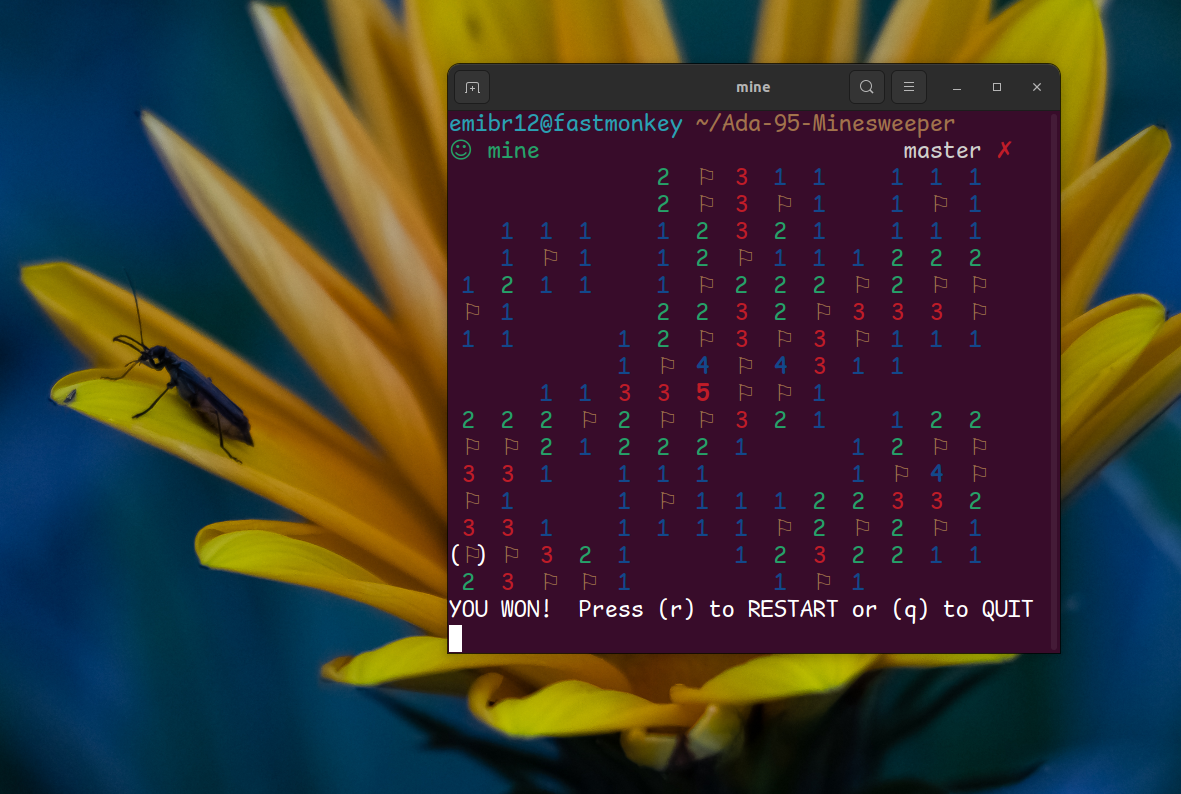 mine
emibr12@fastmonkey ~/Ada-95-Minesweeper
☺ mine master ✗
2 ⚐ 3 1 1 1 1 1
2 ⚐ 3 ⚐ 1 1 ⚐ 1
1 1 1 1 2 3 2 1 1 1 1
1 ⚐ 1 1 2 ⚐ 1 1 1 2 2 2
1 2 1 1 1 ⚐ 2 2 2 ⚐ 2 ⚐ ⚐
⚐ 1 2 2 3 2 ⚐ 3 3 3 ⚐
1 1 1 2 ⚐ 3 ⚐ 3 ⚐ 1 1 1
1 ⚐ 4 ⚐ 4 3 1 1
1 1 3 3 5 ⚐ ⚐ 1
2 2 2 ⚐ 2 ⚐ ⚐ 3 2 1 1 2 2
⚐ ⚐ 2 1 2 2 2 1 1 2 ⚐ ⚐
3 3 1 1 1 1 1 ⚐ 4 ⚐
⚐ 1 1 ⚐ 1 1 1 2 2 3 3 2
3 3 1 1 1 1 1 ⚐ 2 ⚐ 2 ⚐ 1
(⚐) ⚐ 3 2 1 1 2 3 2 2 1 1
2 3 ⚐ ⚐ 1 1 ⚐ 1
YOU WON! Press (r) to RESTART or (q) to QUIT